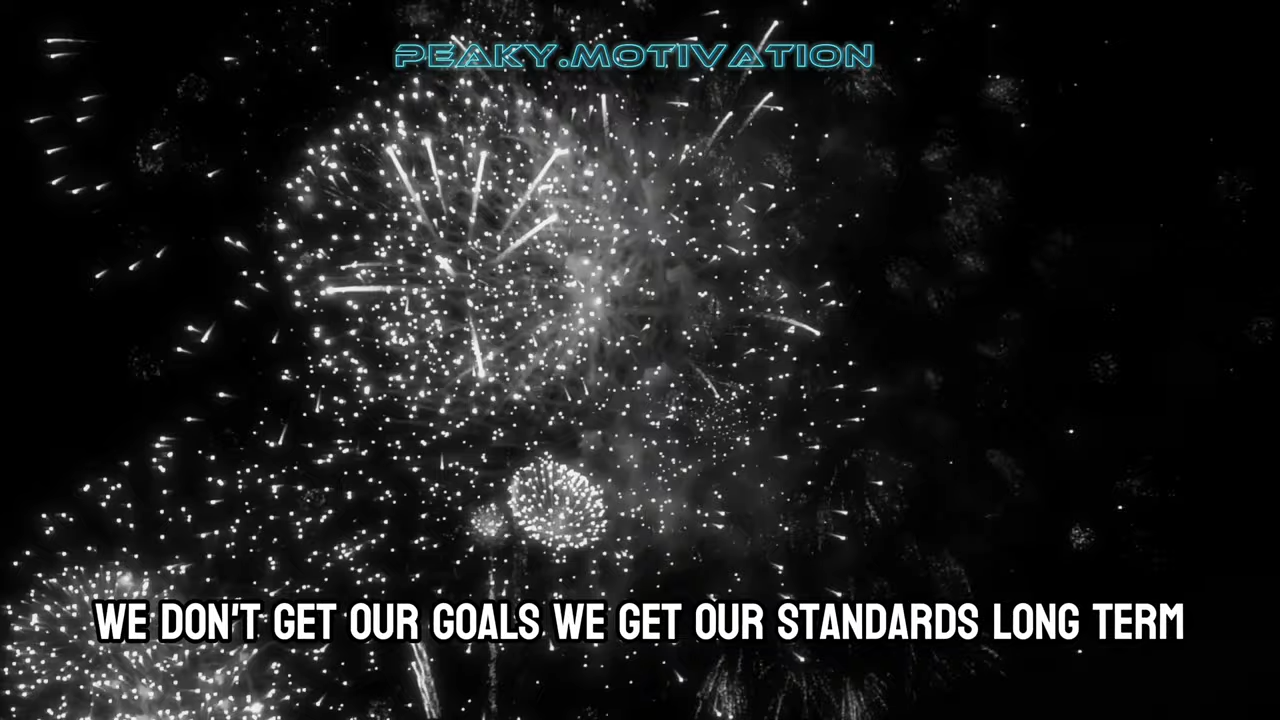 PEAKY.MOTIVATION
WE DON'T GET OUR GOALS WE GET OUR STANDARDS LONG TERM